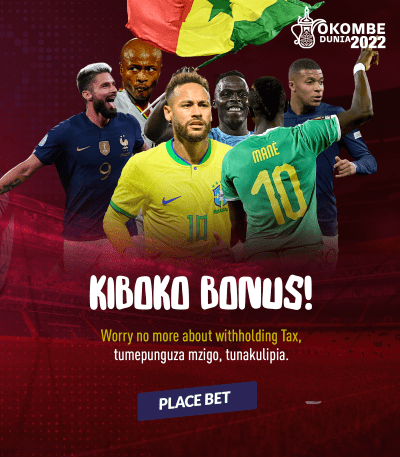 KOMBE
DUNIA 2022
9
10
MANÉ
10
KIBOKO BONUS!
Worry no more about withholding Tax,
tumepunguza mzigo, tunakulipia.
PLACE BET